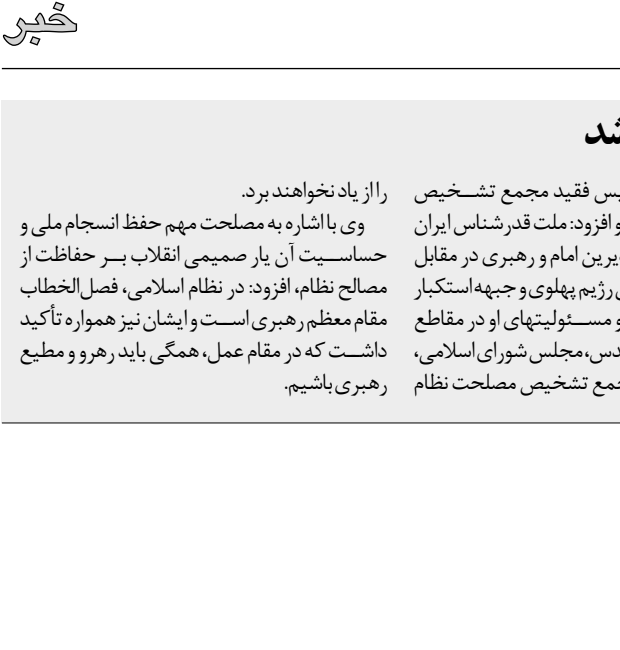 خبر
شد
فقید مجمع تشخیص
و افزود: ملت قدرشناس ایران
امام و رهبری در مقابل
رژیم پهلوی و جبهه استکبار
و مسئولیتهای او در مقاطع
مجلس شورای اسلامی،
تشخیص مصلحت نظام
را از یاد نخواهند برد.
وی با اشاره به مصلحت مهم حفظ انسجام ملی و
حساسیت آن یار صمیمی انقلاب بر حفاظت از
مصالح نظام، افزود: در نظام اسلامی، فصل‌الخطاب
مقام معظم رهبری است و ایشان نیز همواره تأکید
داشت که در مقام عمل، همگی باید رهرو و مطیع
رهبری باشیم.